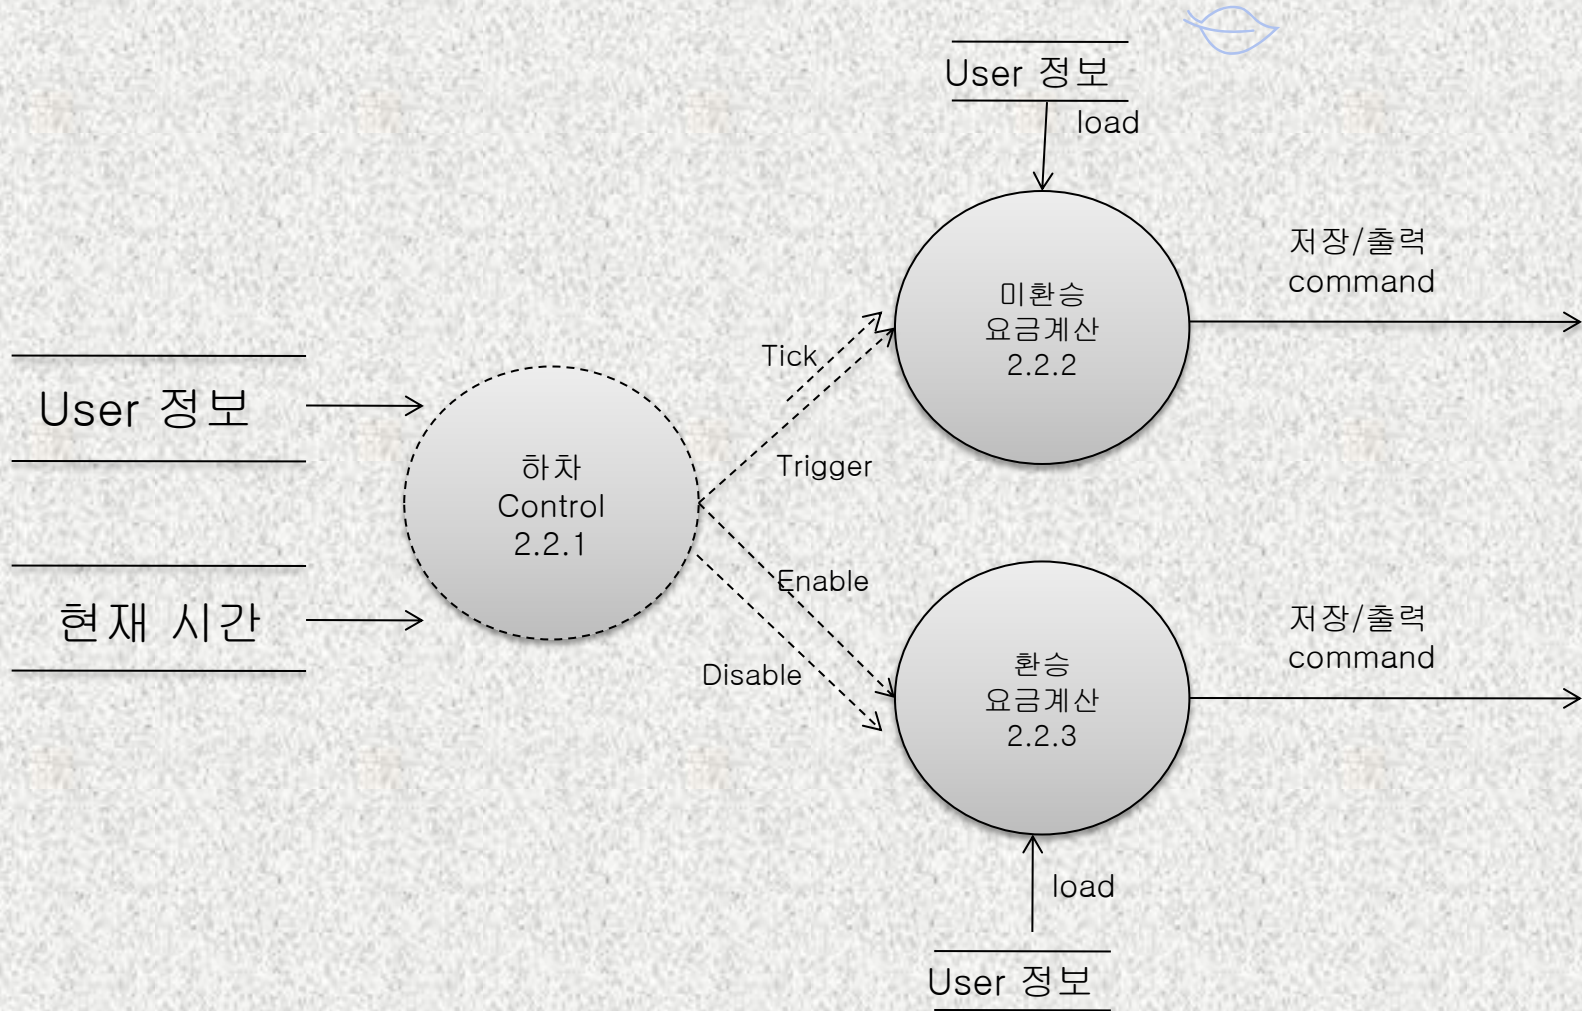 User 정보
load
미환승
요금계산
2.2.2
저장/출력
command
Tick
Trigger
User 정보
하차
Control
2.2.1
현재 시간
Enable
Disable
환승
요금계산
2.2.3
저장/출력
command
load
User 정보